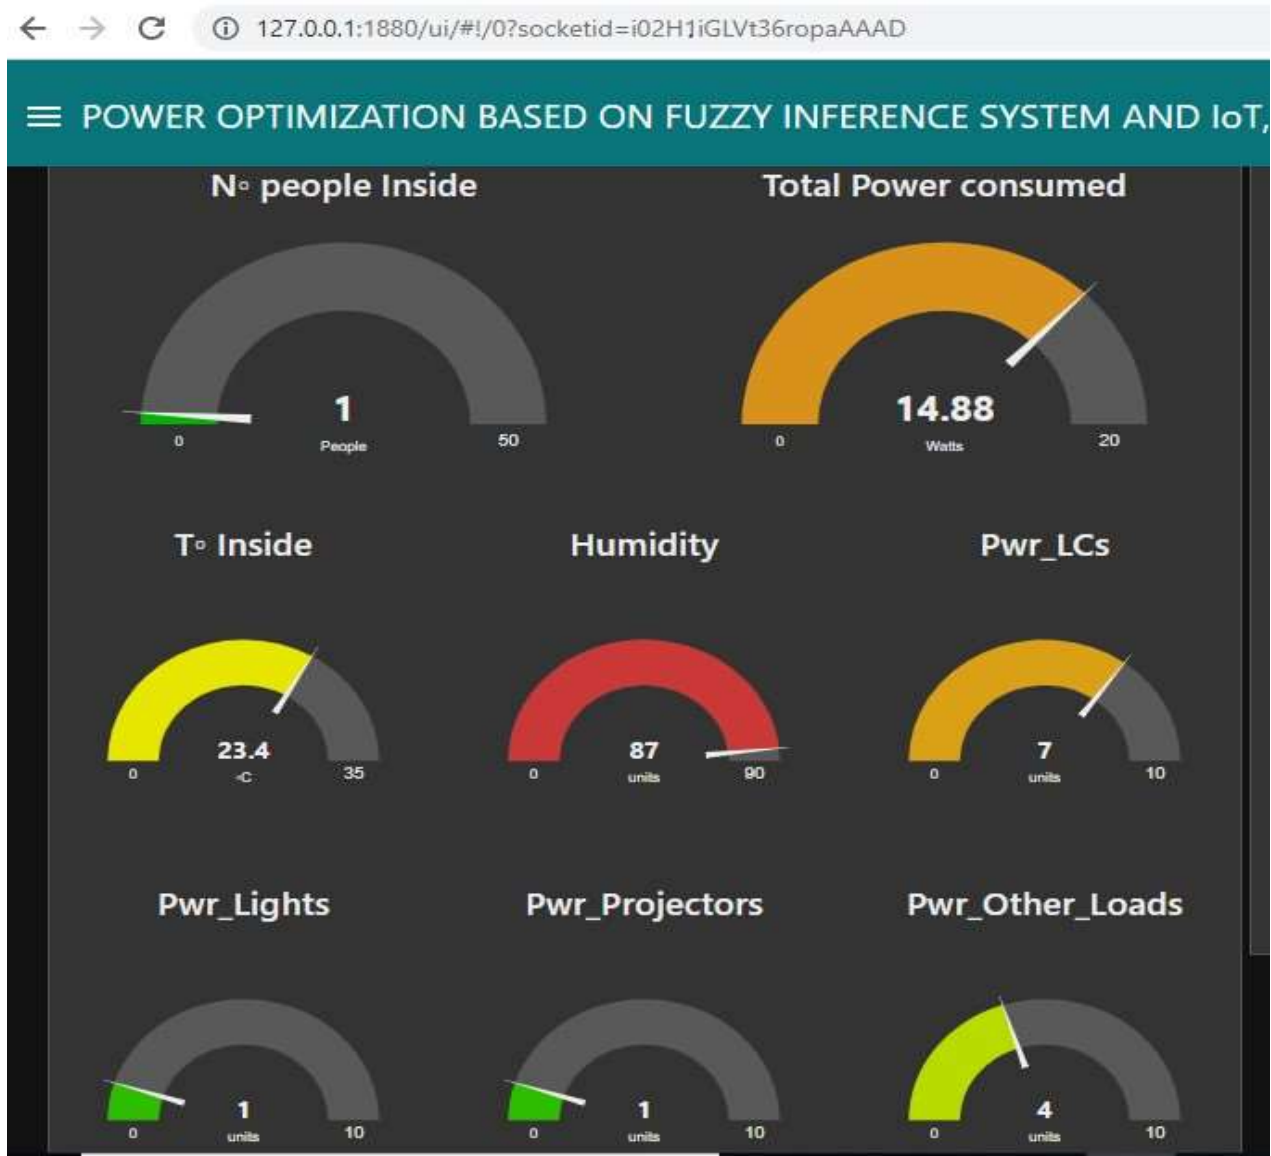 127.0.0.1:1880/ui/#!/0?socketid=i02H1iGLVt36ropaAAAD
POWER OPTIMIZATION BASED ON FUZZY INFERENCE SYSTEM AND IoT,
N° people Inside
Total Power consumed
1
14.88
0
People
50
0
Watts
20
T° Inside
Humidity
Pwr_LCs
23.4
87
7
0
°C
35
0
units
90
0
units
10
Pwr_Lights
Pwr_Projectors
Pwr_Other_Loads
1
1
4
0
units
10
0
units
10
0
units
10